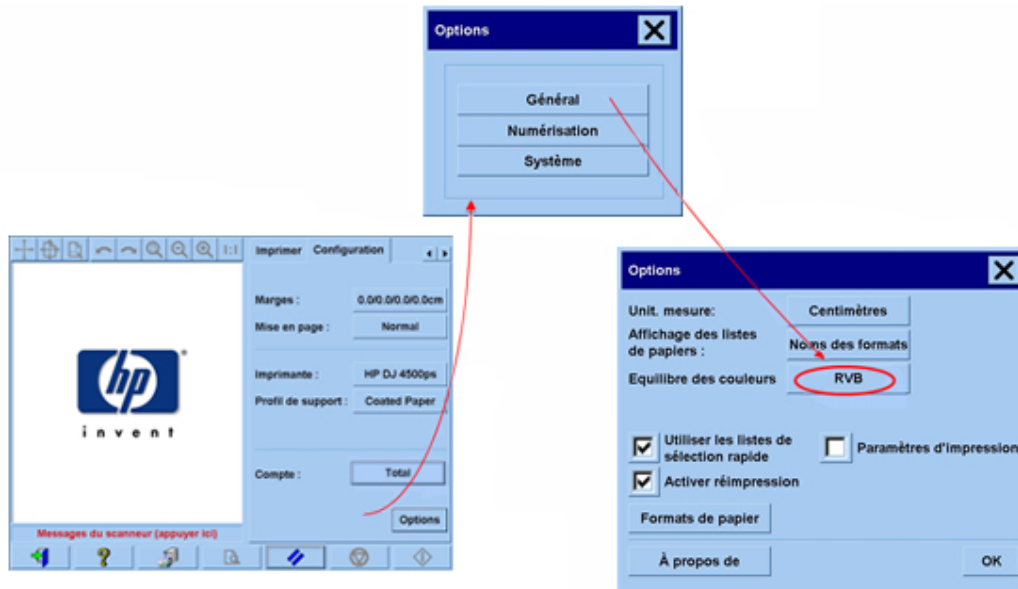 Options
Général
Numérisation
Système
1:1
Imprimer Configuration
Marges : 0.0/0.0/0.0/0.0cm
Mise en page : Normal
Imprimante : HP DJ 4500ps
Profil de support : Coated Paper
Compte : Total
Options
hp
invent
Messages du scanneur (appuyer ici)
?
Options
Unit. mesure: Centimètres
Affichage des listes
de papiers : Noms des formats
Equilibre des couleurs RVB
Utiliser les listes de
sélection rapide
Paramètres d'impression
Activer réimpression
Formats de papier
À propos de
OK